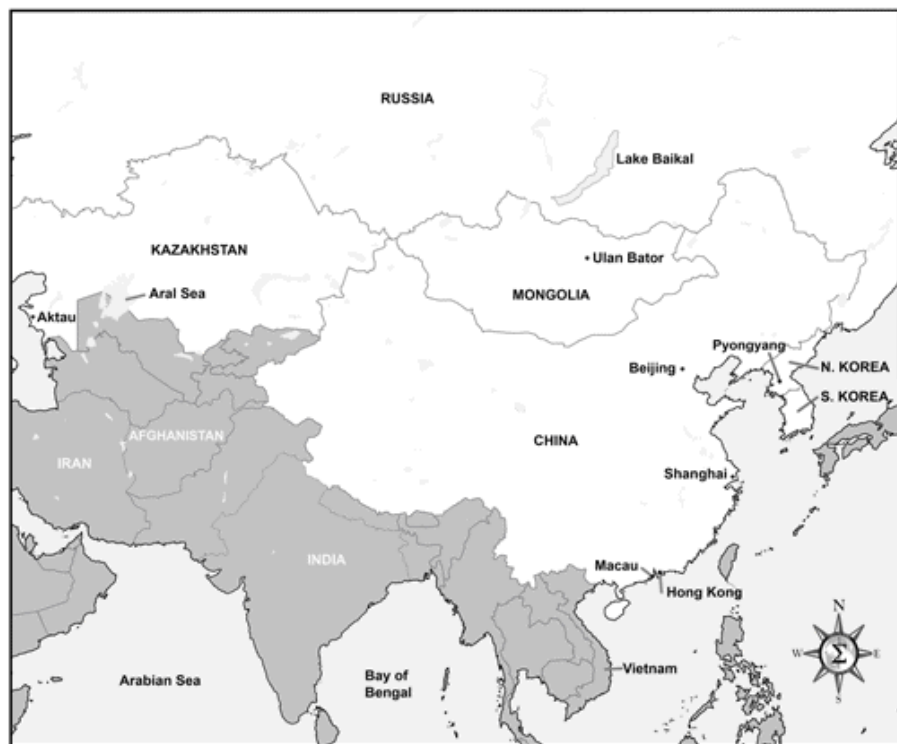 RUSSIA
Lake Baikal
KAZAKHSTAN
Ulan Bator
Aral Sea
MONGOLIA
Aktau
Pyongyang
Beijing
N. KOREA
S. KOREA
AFGHANISTAN
CHINA
IRAN
Shanghai
INDIA
Macau
Hong Kong
N
W
Σ
E
S
Vietnam
Arabian Sea
Bay of
Bengal